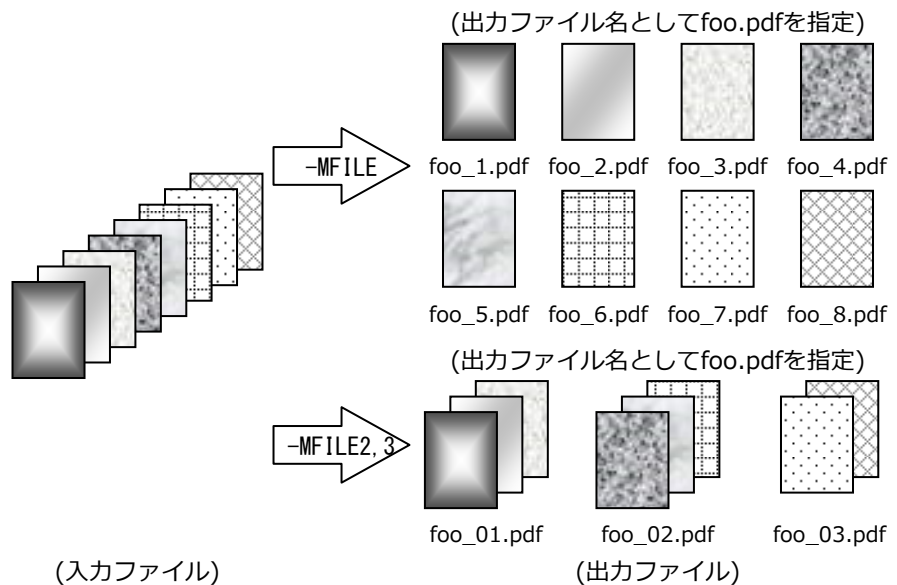 (出力ファイル名としてfoo.pdfを指定)
-MFILE
foo_1.pdf foo_2.pdf foo_3.pdf foo_4.pdf
foo_5.pdf foo_6.pdf foo_7.pdf foo_8.pdf
(出力ファイル名としてfoo.pdfを指定)
-MFILE2,3
foo_01.pdf foo_02.pdf foo_03.pdf
(入力ファイル) (出力ファイル)